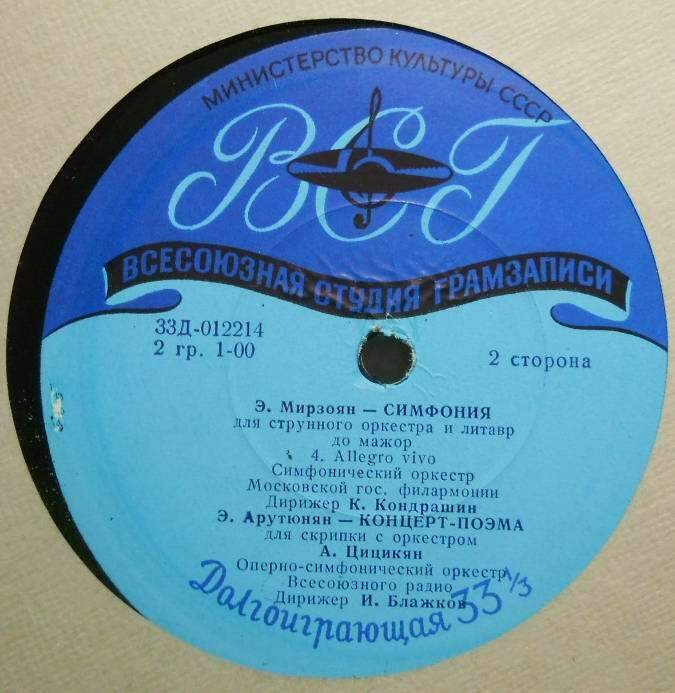 МИНИСТЕРСТВО КУЛЬТУРЫ СССР
ВСГ
ВСЕСОЮЗНАЯ СТУДИЯ ГРАМЗАПИСИ
33Д-012214
2 гр. 1-00
2 сторона
Э. Мирзоян — СИМФОНИЯ
для струнного оркестра и литавр
до мажор
4. Allegro vivo
Симфонический оркестр
Московской гос. филармонии
Дирижер К. Кондрашин
Э. Арутюнян — КОНЦЕРТ-ПОЭМА
для скрипки с оркестром
А. Цицикян
Оперно-симфонический оркестр
Всесоюзного радио
Дирижер И. Блажков
Долгоиграющая 33 1/3